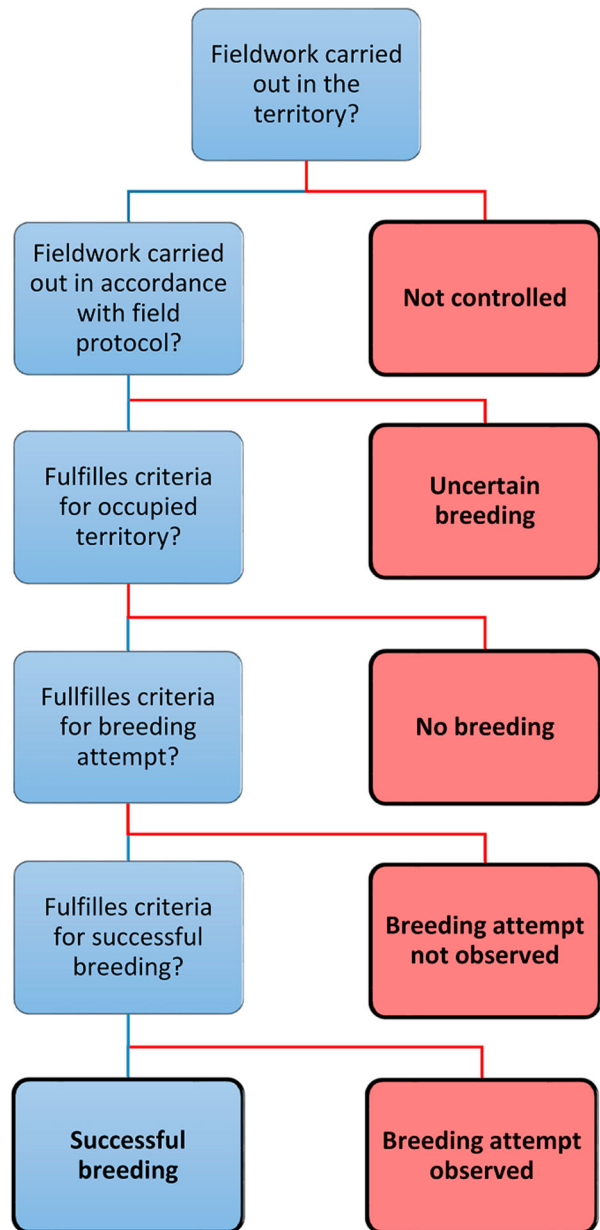 Fieldwork carried
out in the
territory?
Fieldwork carried
out in accordance
with field
protocol?
Not controlled
Fulfilles criteria
for occupied
territory?
Uncertain
breeding
Fullfilles criteria
for breeding
attempt?
No breeding
Fulfilles criteria
for successful
breeding?
Breeding attempt
not observed
Successful
breeding
Breeding attempt
observed